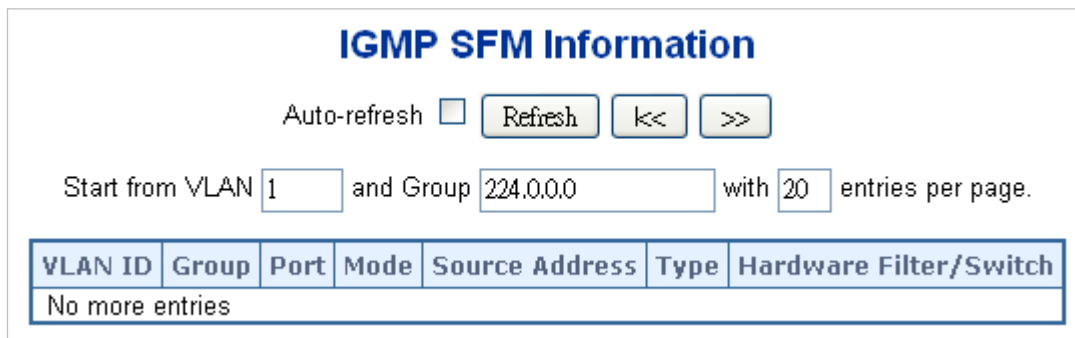 IGMP SFM Information
Auto-refresh Refresh |<< >>
Start from VLAN 1 and Group 224.0.0.0 with 20 entries per page.
VLAN ID Group Port Mode Source Address Type Hardware Filter/Switch
No more entries